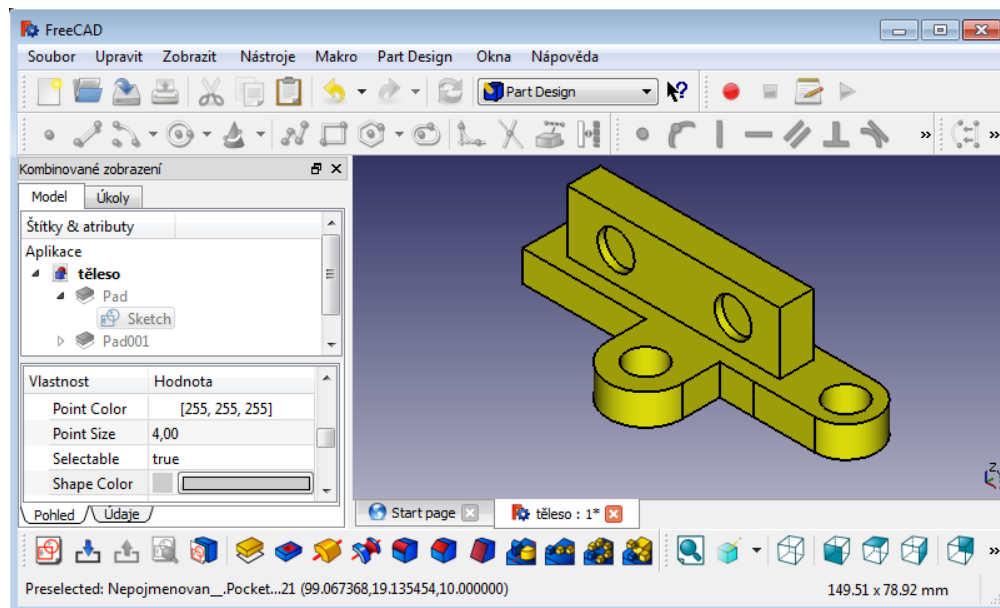 FreeCAD
Soubor Upravit Zobrazit Nástroje Makro Part Design Okna Nápověda
Part Design
Kombinované zobrazení
Model Úkoly
Štítky & atributy
Aplikace
těleso
Pad
Sketch
Pad001
Vlastnost Hodnota
Point Color [255, 255, 255]
Point Size 4,00
Selectable true
Shape Color
Pohled Údaje
Start page těleso : 1*
Z
Preselected: Nepojmenovan__.Pocket...21 (99.067368,19.135454,10.000000) 149.51 x 78.92 mm